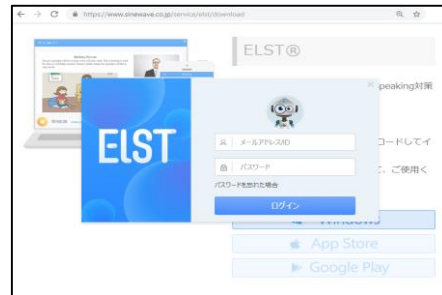 https://www.sinewave.co.jp/service/elst/download
ELST®
speaking対策
ELST
メールアドレス/ID
コードしてイ
パスワード
ご使用く
パスワードを忘れた場合
ログイン
Windows
App Store
Google Play